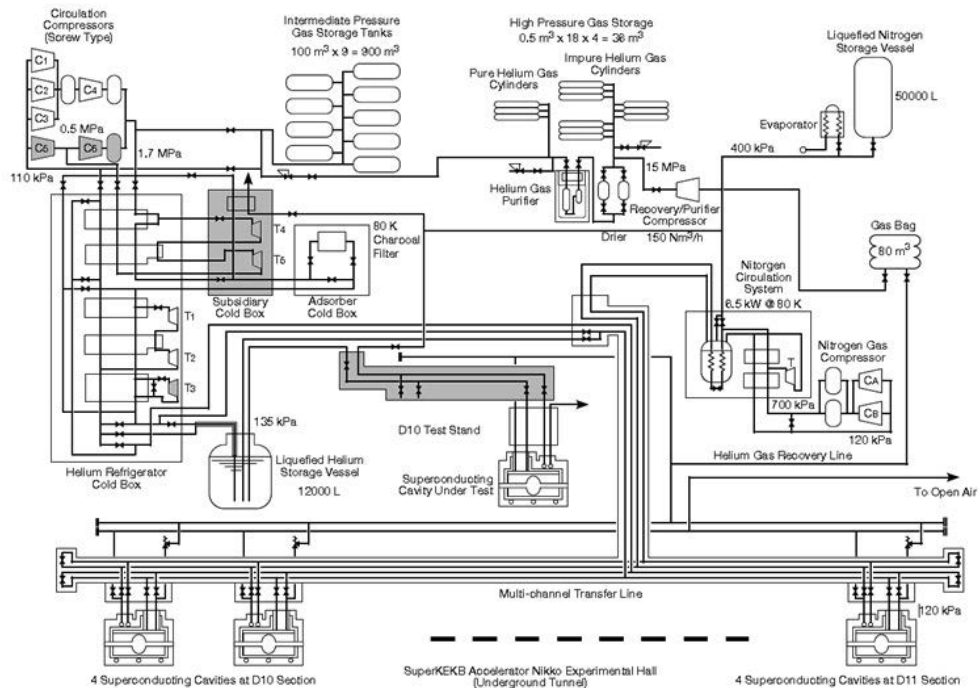 Circulation
Compressors
(Screw Type)
C1
C2
C3
C4
0.5 MPa
C5
C6
1.7 MPa
110 kPa
Intermediate Pressure
Gas Storage Tanks
100 m³ x 9 = 900 m³
High Pressure Gas Storage
0.5 m³ x 18 x 4 = 36 m³
Pure Helium Gas
Cylinders
Impure Helium Gas
Cylinders
Liquefied Nitrogen
Storage Vessel
50000 L
Evaporator
400 kPa
15 MPa
Helium Gas
Purifier
Drier
Recovery/Purifier
Compressor
150 Nm³/h
Gas Bag
80 m³
T4
T5
Subsidiary
Cold Box
80 K
Charcoal
Filter
Adsorber
Cold Box
T1
T2
T3
Helium Refrigerator
Cold Box
135 kPa
Liquefied Helium
Storage Vessel
12000 L
D10 Test Stand
Superconducting
Cavity Under Test
Nitorgen
Circulation
System
6.5 kW @ 80 K
T
Nitrogen Gas
Compressor
CA
CB
700 kPa
120 kPa
Helium Gas Recovery Line
To Open Air
Multi-channel Transfer Line
120 kPa
4 Superconducting Cavities at D10 Section
SuperKEKB Accelerator Nikko Experimental Hall
(Underground Tunnel)
4 Superconducting Cavities at D11 Section